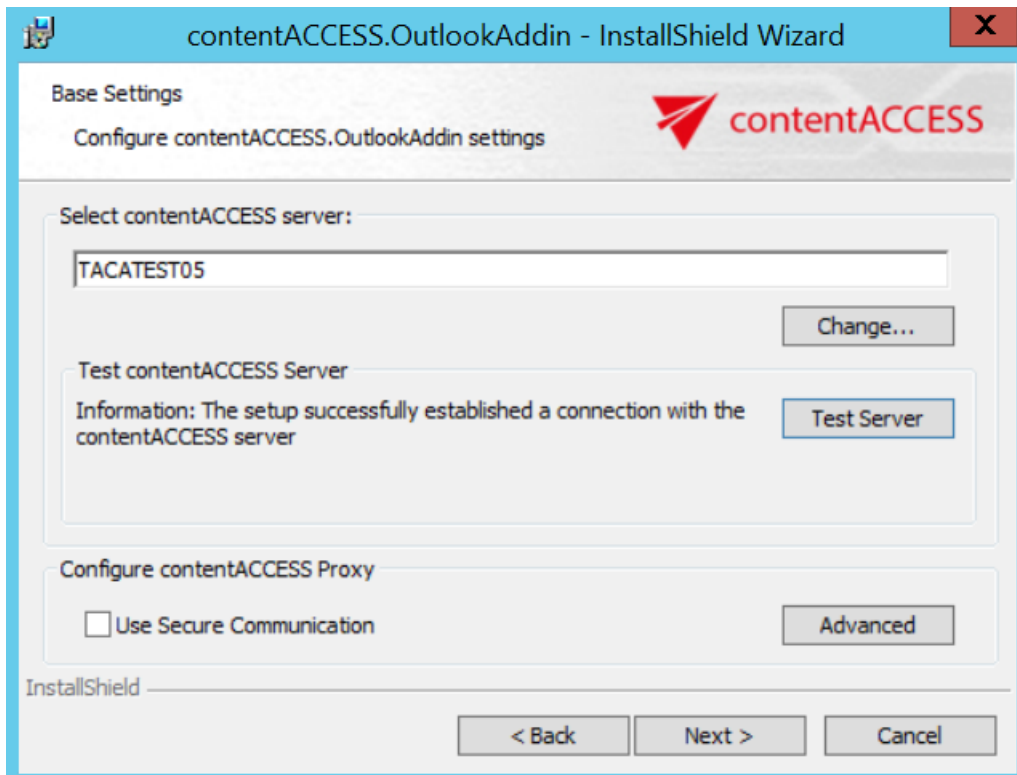 contentACCESS.OutlookAddin - InstallShield Wizard
X
Base Settings
Configure contentACCESS.OutlookAddin settings
contentACCESS
Select contentACCESS server:
TACATEST05
Change...
Test contentACCESS Server
Information: The setup successfully established a connection with the
contentACCESS server
Test Server
Configure contentACCESS Proxy
Use Secure Communication
Advanced
InstallShield
< Back
Next >
Cancel